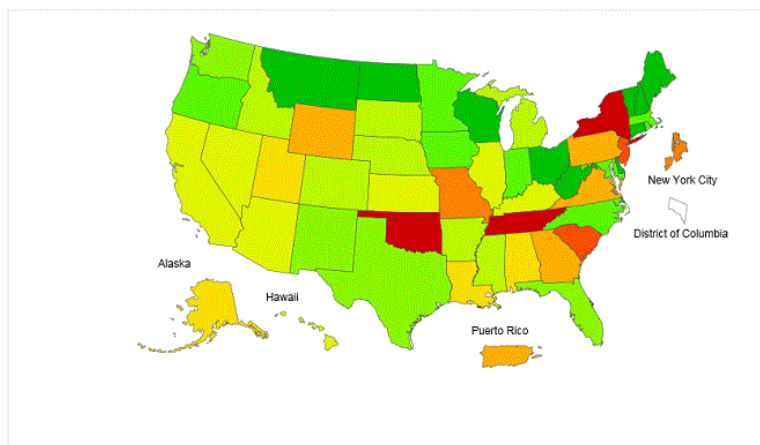 New York City
District of Columbia
Alaska
Hawaii
Puerto Rico